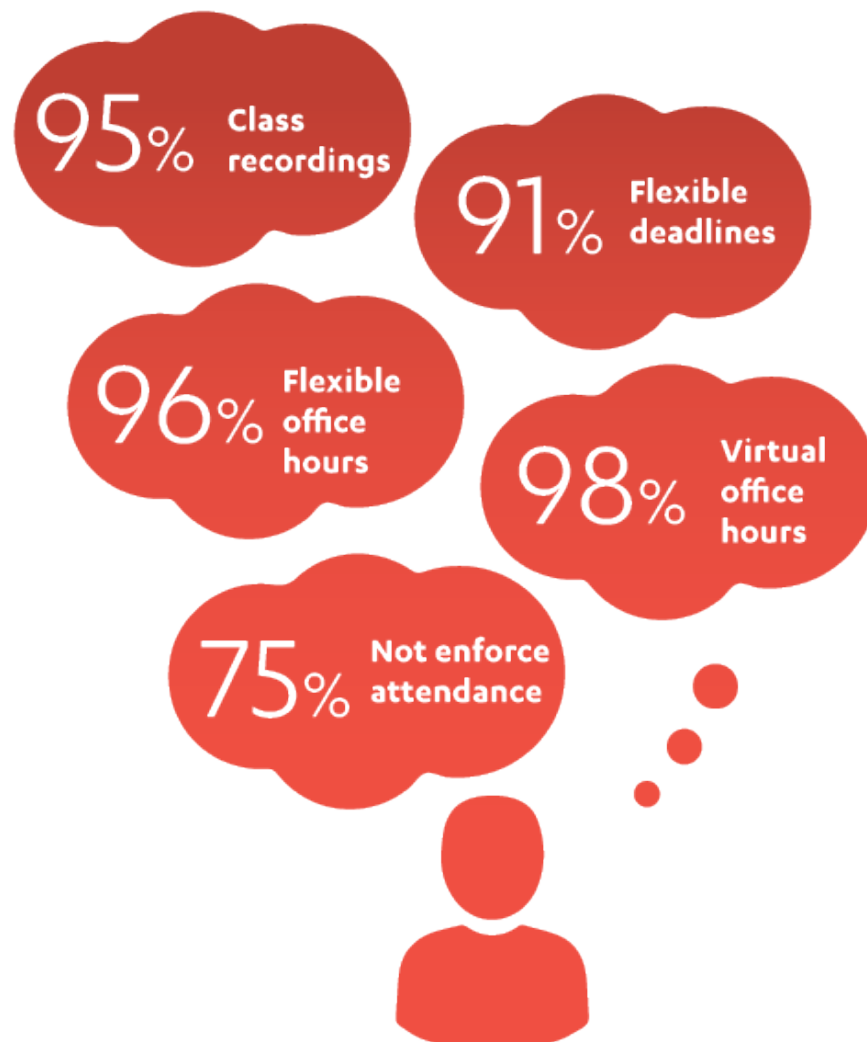 95% Class
recordings
91% Flexible
deadlines
96% Flexible
office
hours
98% Virtual
office
hours
75% Not enforce
attendance